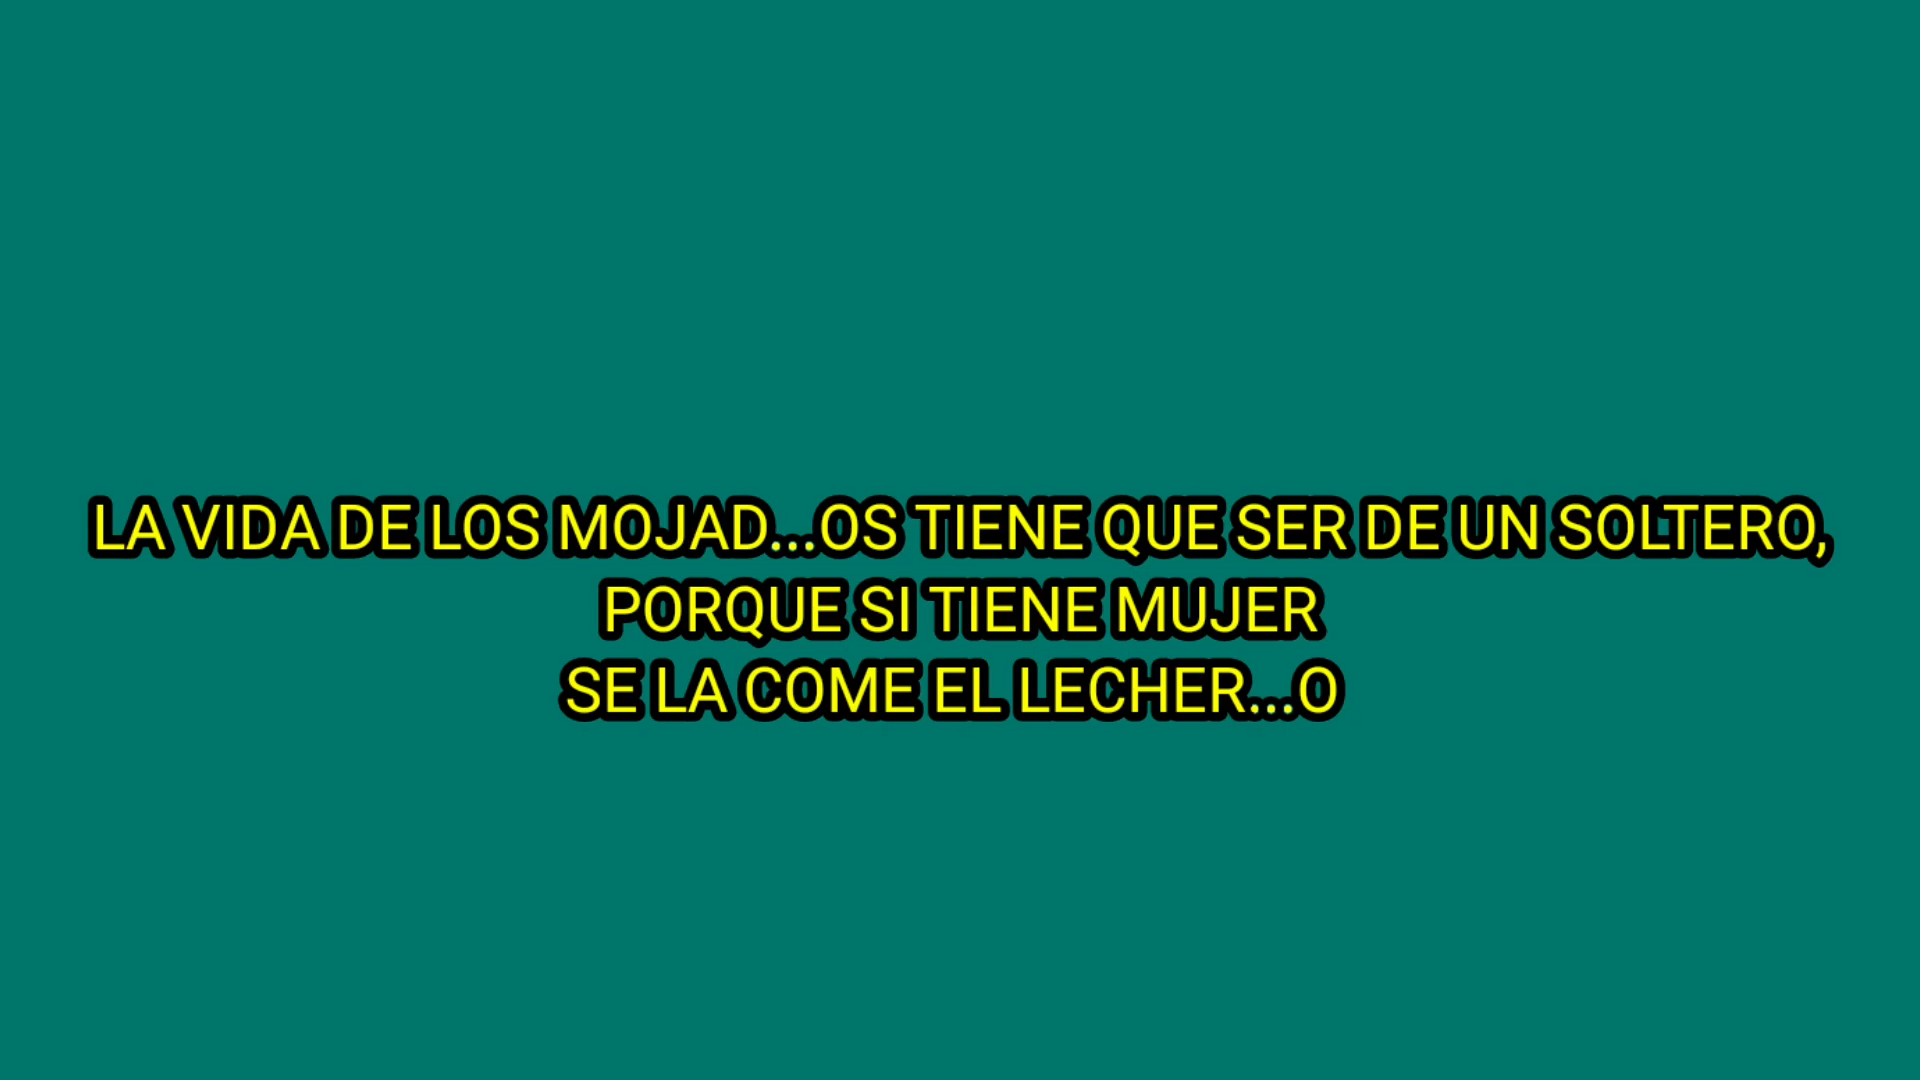 LA VIDA DE LOS MOJAD...OS TIENE QUE SER DE UN SOLTERO,
PORQUE SI TIENE MUJER
SE LA COME EL LECHER...O